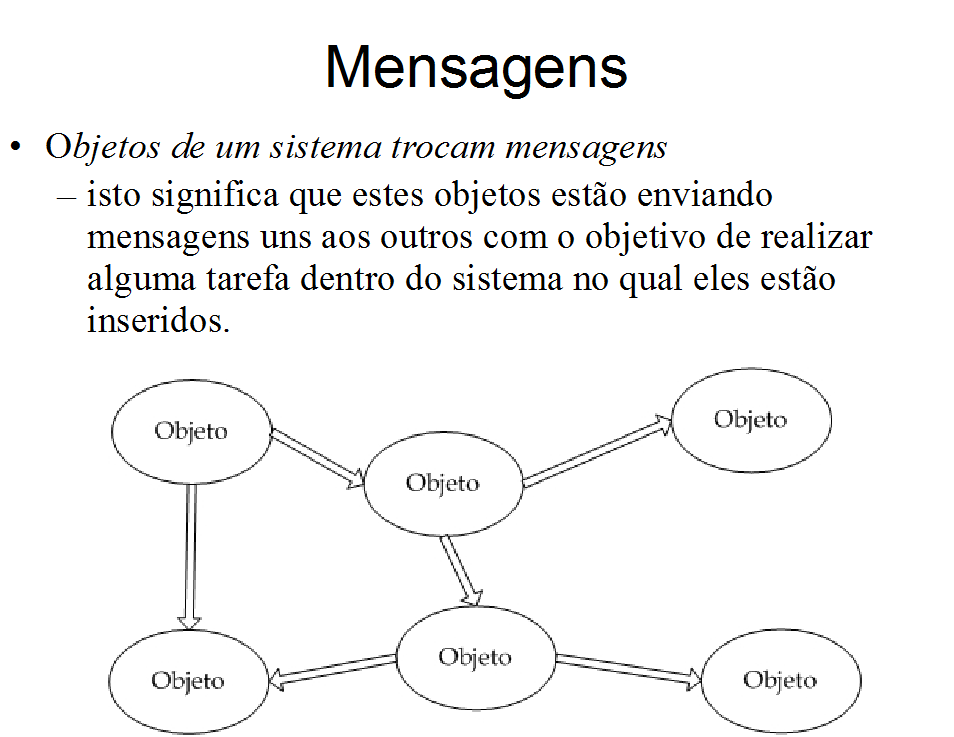 Mensagens
• Objetos de um sistema trocam mensagens
– isto significa que estes objetos estão enviando
mensagens uns aos outros com o objetivo de realizar
alguma tarefa dentro do sistema no qual eles estão
inseridos.
Objeto
Objeto
Objeto
Objeto
Objeto
Objeto